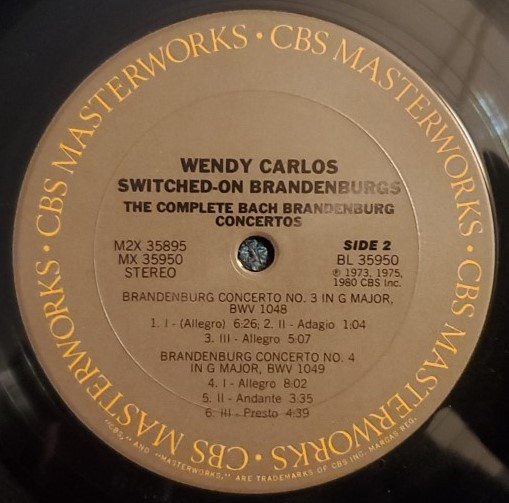 CBS MASTERWORKS • CBS MASTERWORKS • CBS MASTERWORKS • CBS MASTERWORKS •
WENDY CARLOS
SWITCHED-ON BRANDENBURGS
THE COMPLETE BACH BRANDENBURG
CONCERTOS
M2X 35895
MX 35950
STEREO
SIDE 2
BL 35950
℗ 1973, 1975,
1980 CBS Inc.
BRANDENBURG CONCERTO NO. 3 IN G MAJOR,
BWV 1048
1. I - (Allegro) 6:26; 2. II - Adagio 1:04
3. III - Allegro 5:07
BRANDENBURG CONCERTO NO. 4
IN G MAJOR, BWV 1049
4. I - Allegro 8:02
5. II - Andante 3:35
6. III - Presto 4:39
"CBS," AND "MASTERWORKS," ARE TRADEMARKS OF CBS INC. MARCAS REG.